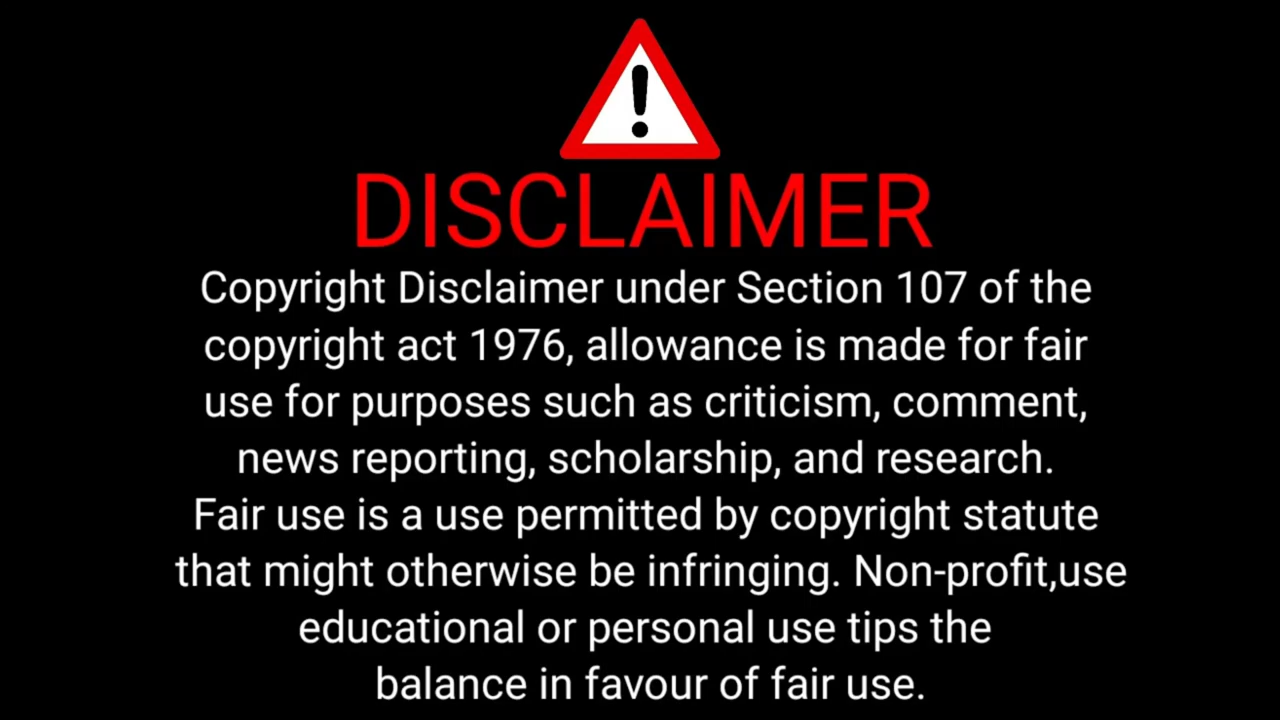 DISCLAIMER
Copyright Disclaimer under Section 107 of the
copyright act 1976, allowance is made for fair
use for purposes such as criticism, comment,
news reporting, scholarship, and research.
Fair use is a use permitted by copyright statute
that might otherwise be infringing. Non-profit,use
educational or personal use tips the
balance in favour of fair use.